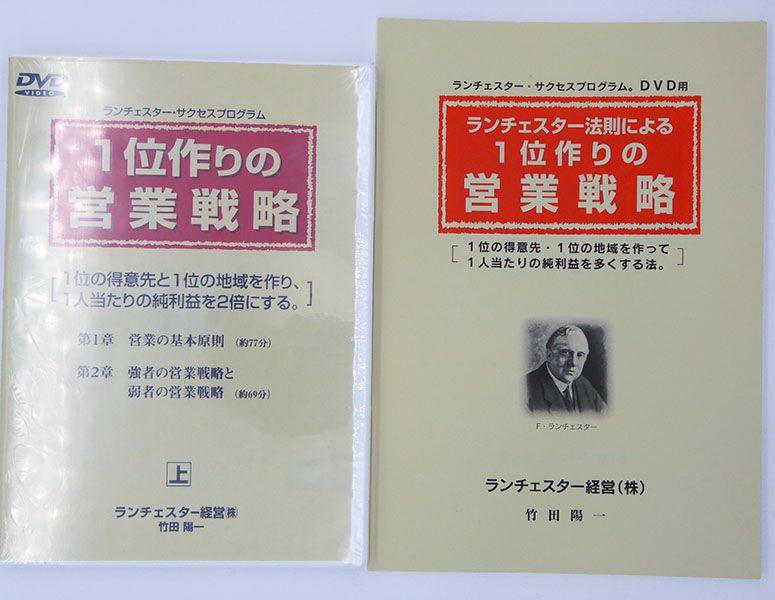 DVD
VIDEO
ランチェスター・サクセスプログラム
1位作りの
営業戦略
[1位の得意先と1位の地域を作り、
1人当たりの純利益を2倍にする。]
第1章 営業の基本原則 (約77分)
第2章 強者の営業戦略と
弱者の営業戦略 (約69分)
上
ランチェスター経営㈱
竹田 陽一
ランチェスター・サクセスプログラム。DVD用
ランチェスター法則による
1位作りの
営業戦略
[1位の得意先・1位の地域を作って
1人当たりの純利益を多くする法。]
F・ランチェスター
ランチェスター経営(株)
竹田陽一